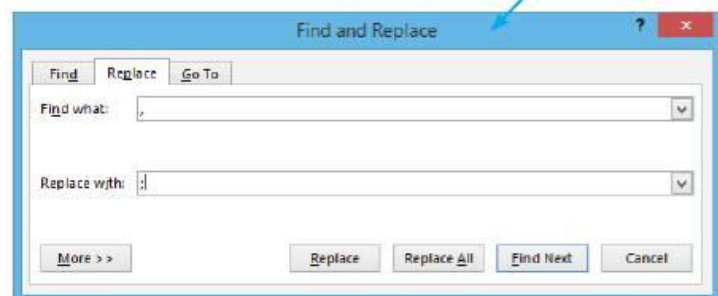 Find and Replace ? ×
Find Replace Go To
Find what: ,
Replace with: ;
More >> Replace Replace All Find Next Cancel